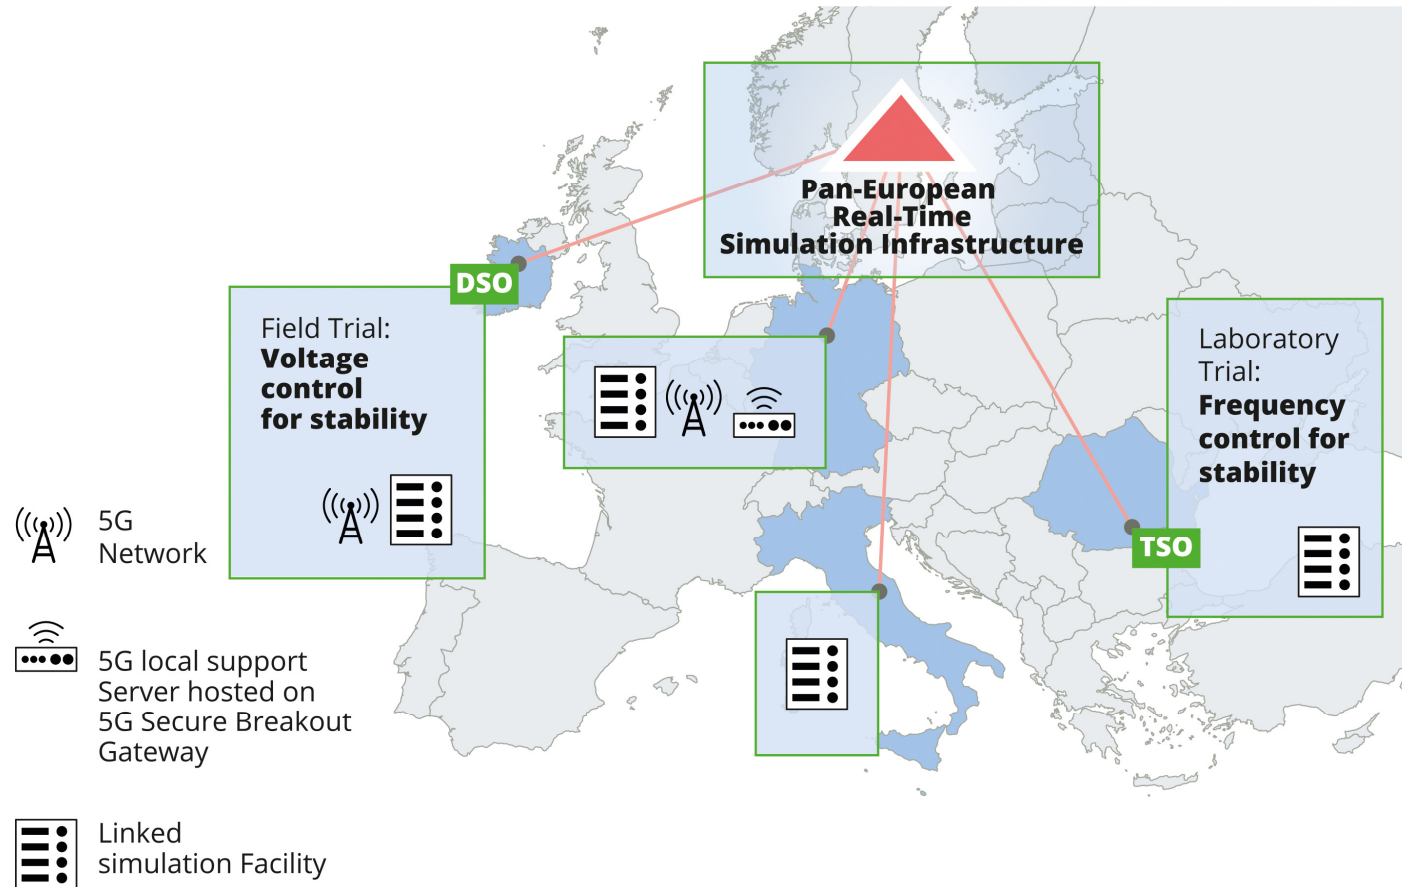 Pan-European
Real-Time
Simulation Infrastructure
DSO
Field Trial:
Voltage
control
for stability
Laboratory
Trial:
Frequency
control for
stability
TSO
5G
Network
5G local support
Server hosted on
5G Secure Breakout
Gateway
Linked
simulation Facility